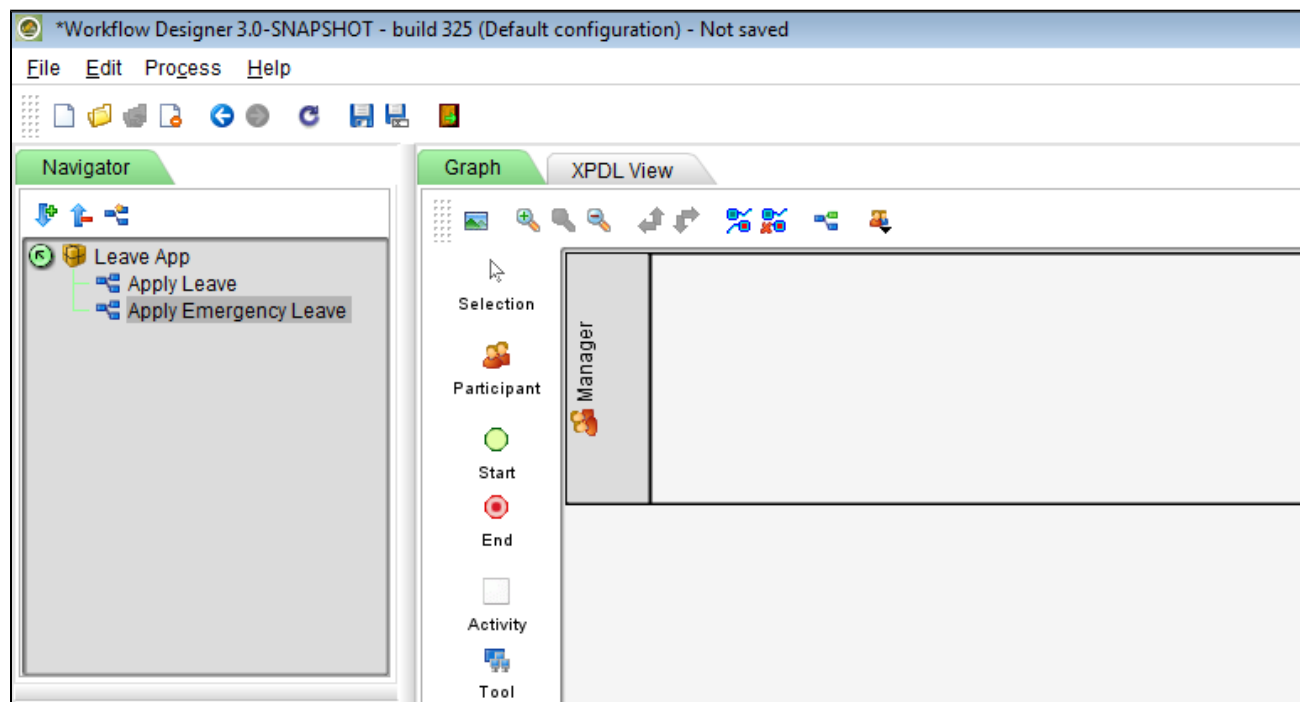 *Workflow Designer 3.0-SNAPSHOT - build 325 (Default configuration) - Not saved
File Edit Process Help
Navigator
Graph XPDL View
Leave App
Apply Leave
Apply Emergency Leave
Selection
Participant
Start
End
Activity
Tool
Manager